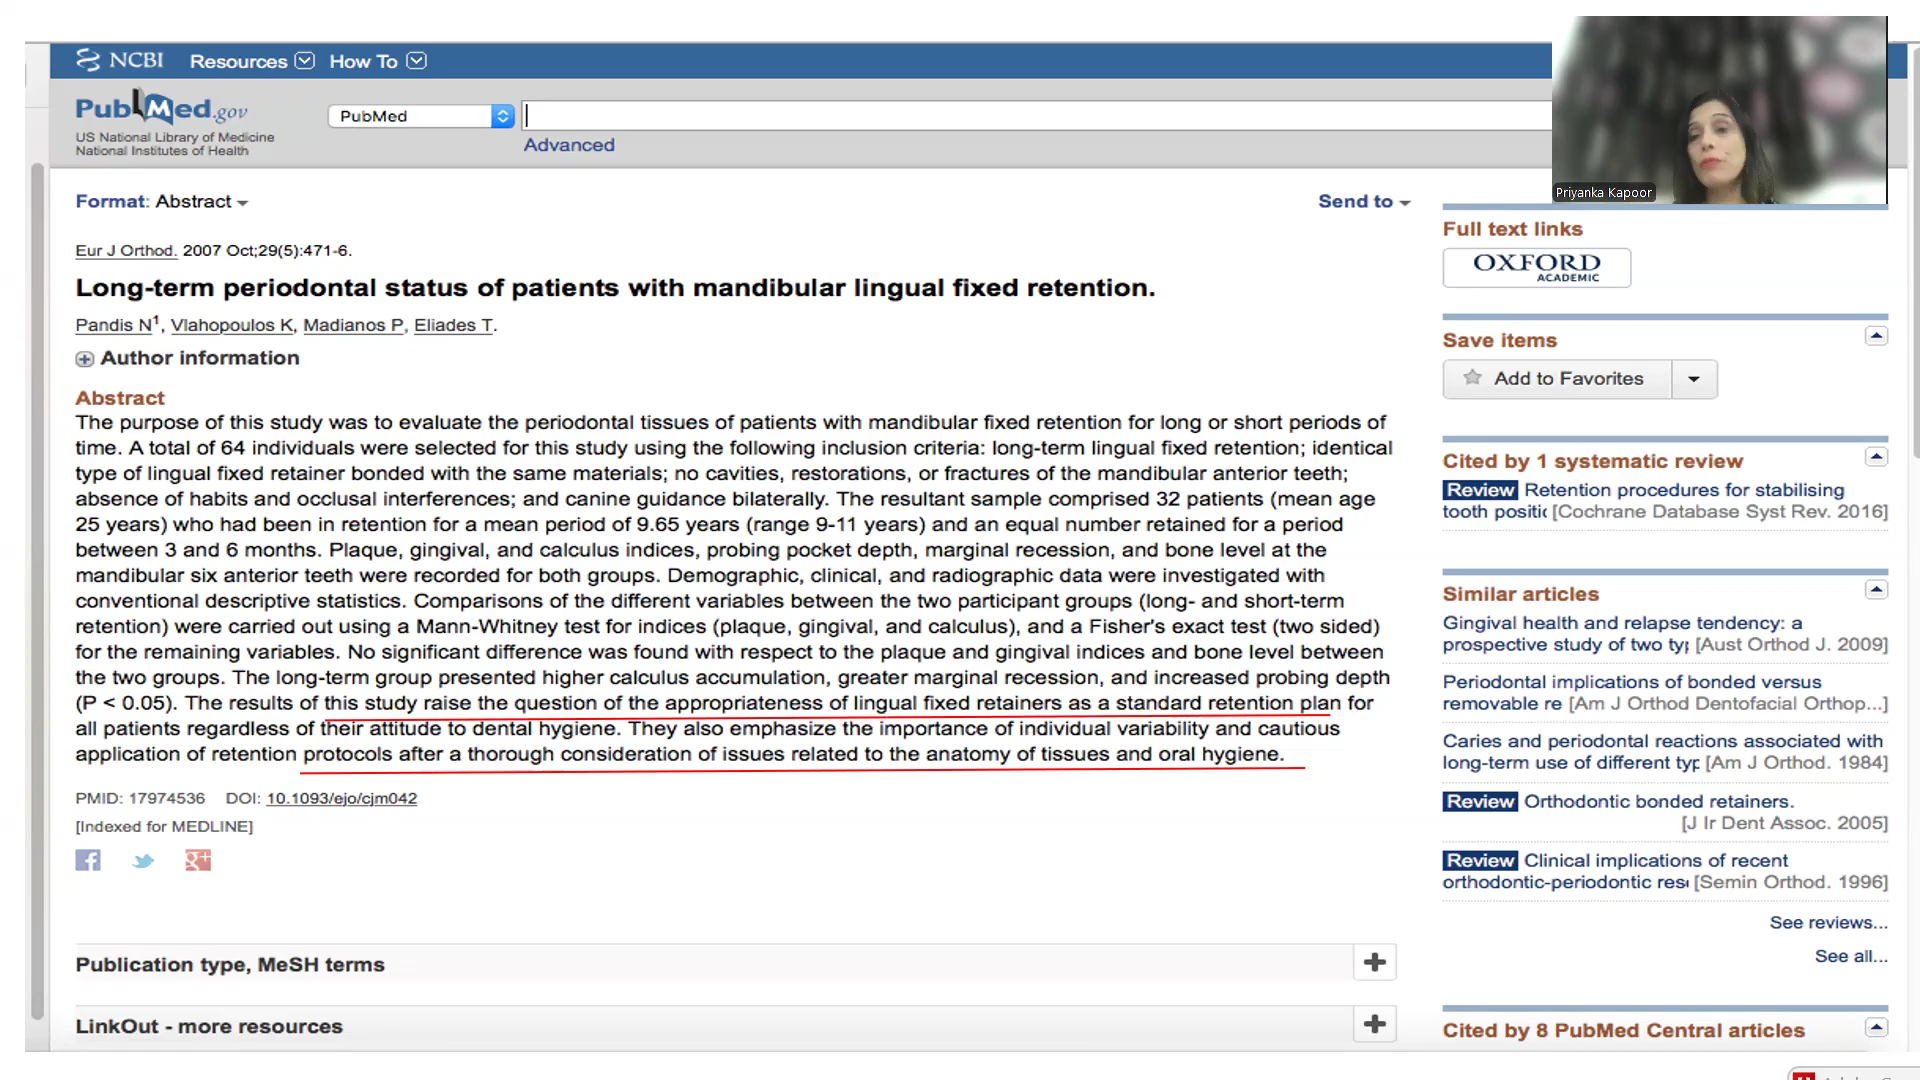 NCBI Resources How To
PubMed.gov
US National Library of Medicine
National Institutes of Health
PubMed
Advanced
Priyanka Kapoor
Format: Abstract
Send to
Eur J Orthod. 2007 Oct;29(5):471-6.
Long-term periodontal status of patients with mandibular lingual fixed retention.
Pandis N1, Vlahopoulos K, Madianos P, Eliades T.
Author information
Abstract
The purpose of this study was to evaluate the periodontal tissues of patients with mandibular fixed retention for long or short periods of
time. A total of 64 individuals were selected for this study using the following inclusion criteria: long-term lingual fixed retention; identical
type of lingual fixed retainer bonded with the same materials; no cavities, restorations, or fractures of the mandibular anterior teeth;
absence of habits and occlusal interferences; and canine guidance bilaterally. The resultant sample comprised 32 patients (mean age
25 years) who had been in retention for a mean period of 9.65 years (range 9-11 years) and an equal number retained for a period
between 3 and 6 months. Plaque, gingival, and calculus indices, probing pocket depth, marginal recession, and bone level at the
mandibular six anterior teeth were recorded for both groups. Demographic, clinical, and radiographic data were investigated with
conventional descriptive statistics. Comparisons of the different variables between the two participant groups (long- and short-term
retention) were carried out using a Mann-Whitney test for indices (plaque, gingival, and calculus), and a Fisher's exact test (two sided)
for the remaining variables. No significant difference was found with respect to the plaque and gingival indices and bone level between
the two groups. The long-term group presented higher calculus accumulation, greater marginal recession, and increased probing depth
(P < 0.05). The results of this study raise the question of the appropriateness of lingual fixed retainers as a standard retention plan for
all patients regardless of their attitude to dental hygiene. They also emphasize the importance of individual variability and cautious
application of retention protocols after a thorough consideration of issues related to the anatomy of tissues and oral hygiene.
PMID: 17974536 DOI: 10.1093/ejo/cjm042
[Indexed for MEDLINE]
Publication type, MeSH terms
LinkOut - more resources
Full text links
OXFORD
ACADEMIC
Save items
Add to Favorites
Cited by 1 systematic review
Review Retention procedures for stabilising
tooth positic [Cochrane Database Syst Rev. 2016]
Similar articles
Gingival health and relapse tendency: a
prospective study of two typ [Aust Orthod J. 2009]
Periodontal implications of bonded versus
removable re [Am J Orthod Dentofacial Orthop...]
Caries and periodontal reactions associated with
long-term use of different typ [Am J Orthod. 1984]
Review Orthodontic bonded retainers.
[J Ir Dent Assoc. 2005]
Review Clinical implications of recent
orthodontic-periodontic res [Semin Orthod. 1996]
See reviews...
See all...
Cited by 8 PubMed Central articles